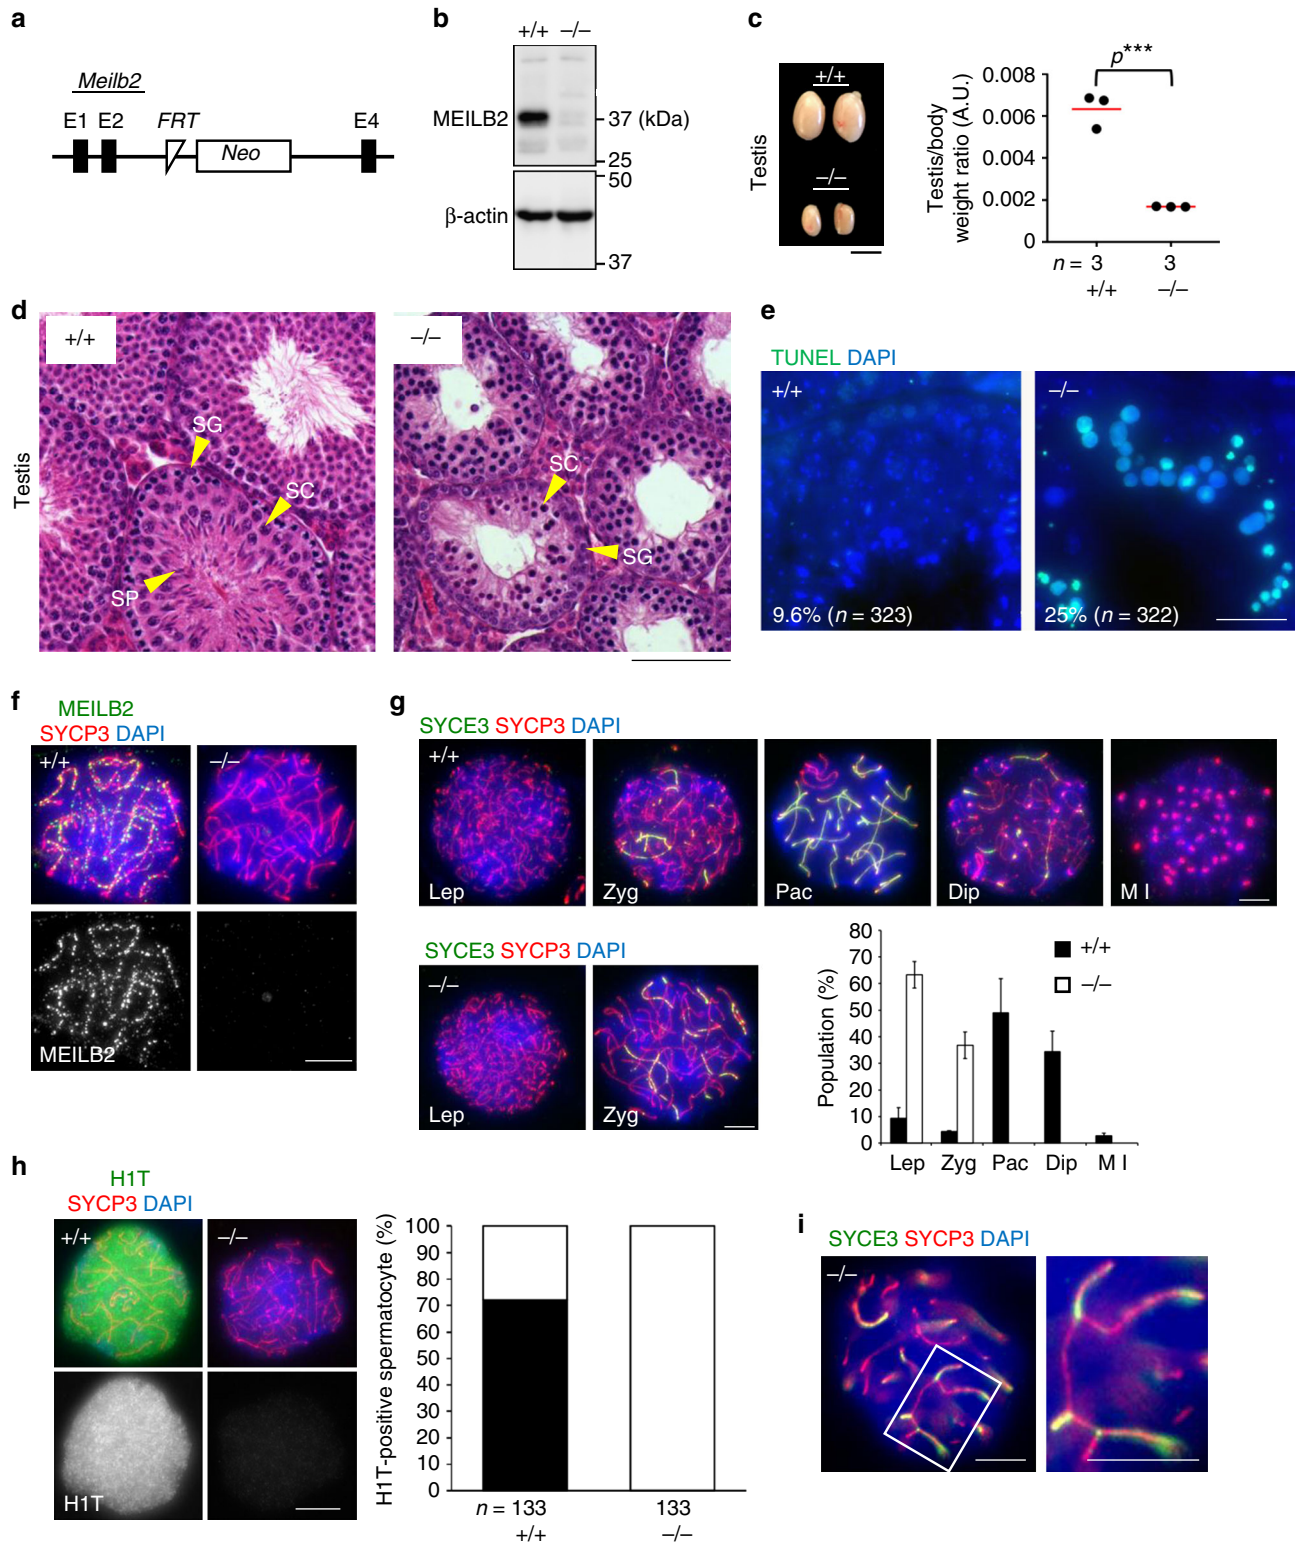 a
Meilb2
E1 E2 FRT E4
Neo
b
+/+ –/–
MEILB2
37 (kDa)
25
50
β-actin
37
c
Testis
+/+
–/–
Testis/body
weight ratio (A.U.)
p***
0.008
0.006
0.004
0.002
0
n = 3 3
+/+ –/–
d
Testis
+/+
SG
SC
SP
–/–
SC
SG
e
TUNEL DAPI
+/+
9.6% (n = 323)
–/–
25% (n = 322)
f
MEILB2
SYCP3 DAPI
+/+
–/–
MEILB2
g
SYCE3 SYCP3 DAPI
+/+
Lep
Zyg
Pac
Dip
M I
SYCE3 SYCP3 DAPI
–/–
Lep
Zyg
Population (%)
80
70
60
50
40
30
20
10
0
+/+
–/–
Lep Zyg Pac Dip M I
h
H1T
SYCP3 DAPI
+/+
–/–
H1T
H1T-positive spermatocyte (%)
100
90
80
70
60
50
40
30
20
10
0
n = 133 133
+/+ –/–
i
SYCE3 SYCP3 DAPI
–/–